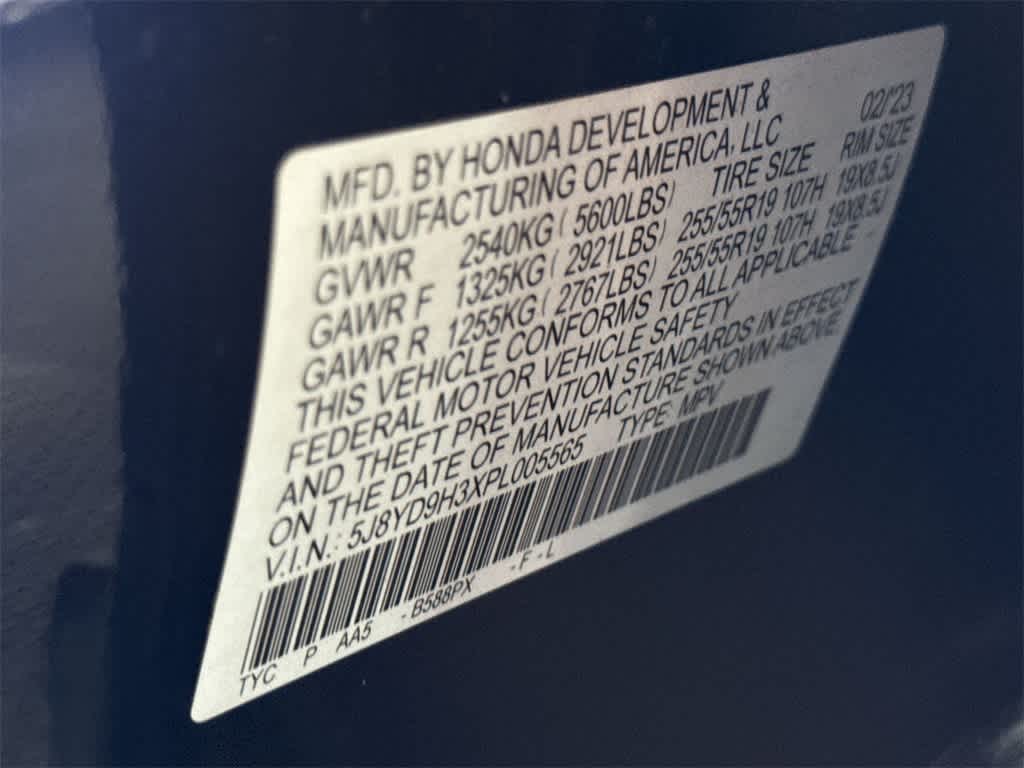 MFD. BY HONDA DEVELOPMENT &
MANUFACTURING OF AMERICA, LLC 02/'23
GVWR 2540KG ( 5600LBS) TIRE SIZE RIM SIZE
GAWR F 1325KG ( 2921LBS) 255/55R19 107H 19X8.5J
GAWR R 1255KG ( 2767LBS) 255/55R19 107H 19X8.5J
THIS VEHICLE CONFORMS TO ALL APPLICABLE
FEDERAL MOTOR VEHICLE SAFETY
AND THEFT PREVENTION STANDARDS IN EFFECT
ON THE DATE OF MANUFACTURE SHOWN ABOVE
V.I.N.: 5J8YD9H3XPL005565 TYPE: MPV
TYC P AA5 - B588PX - F - L